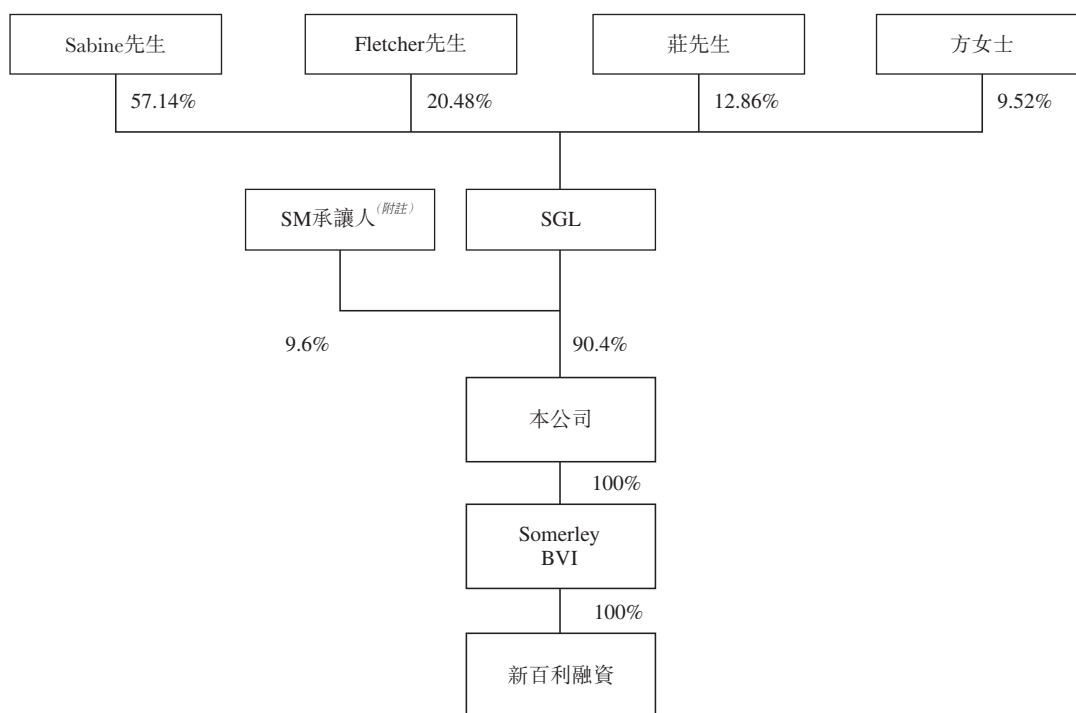 Sabine先生
Fletcher先生
莊先生
方女士
57.14%
20.48%
12.86%
9.52%
SM承讓人(附註)
SGL
9.6%
90.4%
本公司
100%
Somerley
BVI
100%
新百利融資